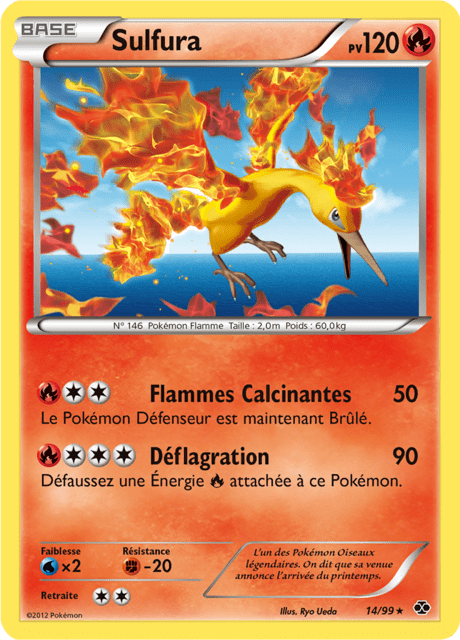 BASE
Sulfura
PV120
N° 146 Pokémon Flamme Taille : 2,0m Poids : 60,0kg
Flammes Calcinantes 50
Le Pokémon Défenseur est maintenant Brûlé.
Déflagration 90
Défaussez une Énergie attachée à ce Pokémon.
Faiblesse Résistance
×2 -20
Retraite
L'un des Pokémon Oiseaux
légendaires. On dit que sa venue
annonce l'arrivée du printemps.
©2012 Pokémon Illus. Ryo Ueda 14/99 ★